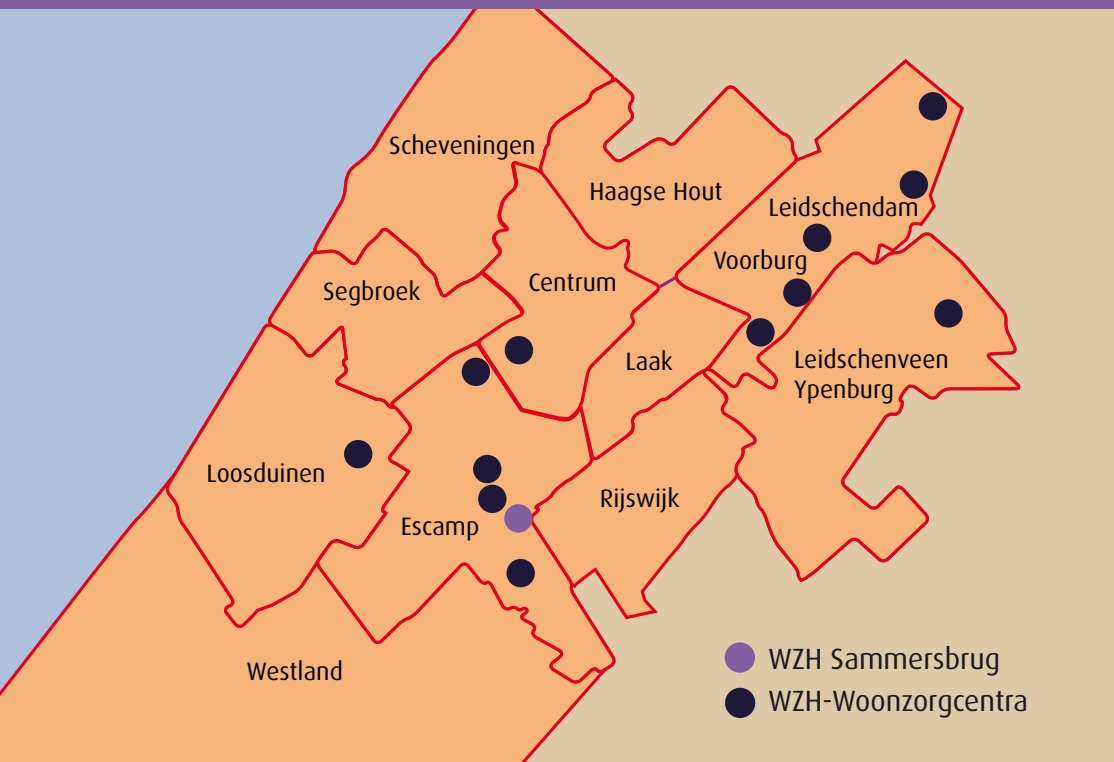 Scheveningen
Haagse Hout
Leidschendam
Voorburg
Segbroek
Centrum
Laak
Leidschenveen
Ypenburg
Loosduinen
Rijswijk
Escamp
Westland
WZH Sammersbrug
WZH-Woonzorgcentra